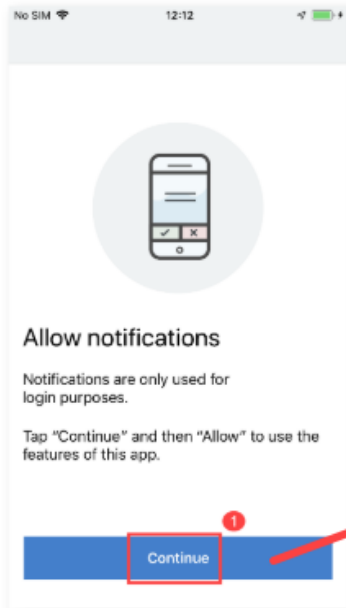 No SIM 12:12
Allow notifications
Notifications are only used for
login purposes.
Tap "Continue" and then "Allow" to use the
features of this app.
1
Continue